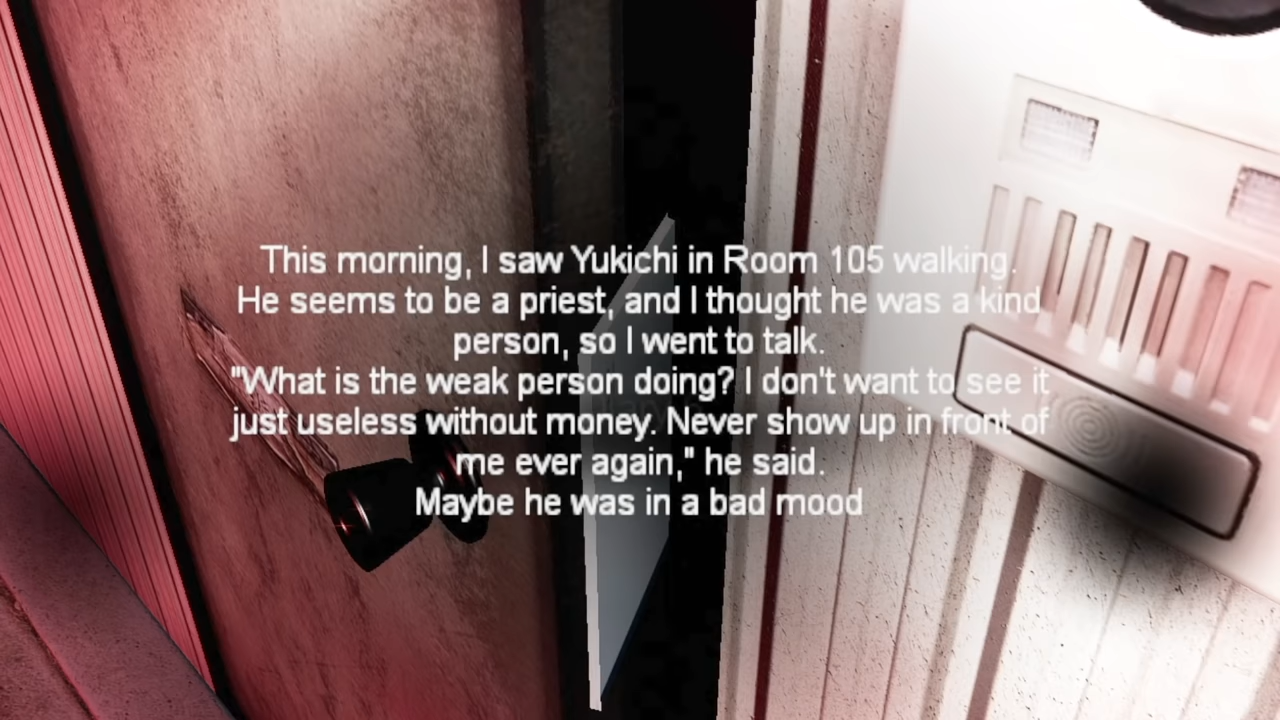 This morning, I saw Yukichi in Room 105 walking.
He seems to be a priest, and I thought he was a kind
person, so I went to talk.
"What is the weak person doing? I don't want to see it
just useless without money. Never show up in front of
me ever again," he said.
Maybe he was in a bad mood